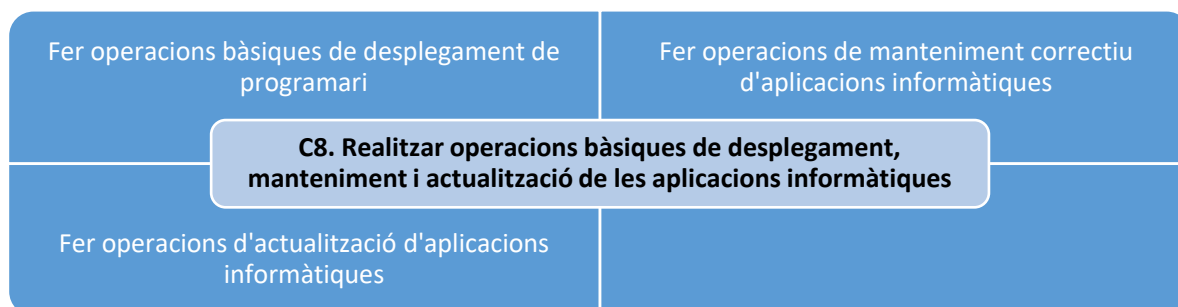 Fer operacions bàsiques de desplegament de
programari
Fer operacions de manteniment correctiu
d'aplicacions informàtiques
C8. Realitzar operacions bàsiques de desplegament,
manteniment i actualització de les aplicacions informàtiques
Fer operacions d'actualització d'aplicacions
informàtiques